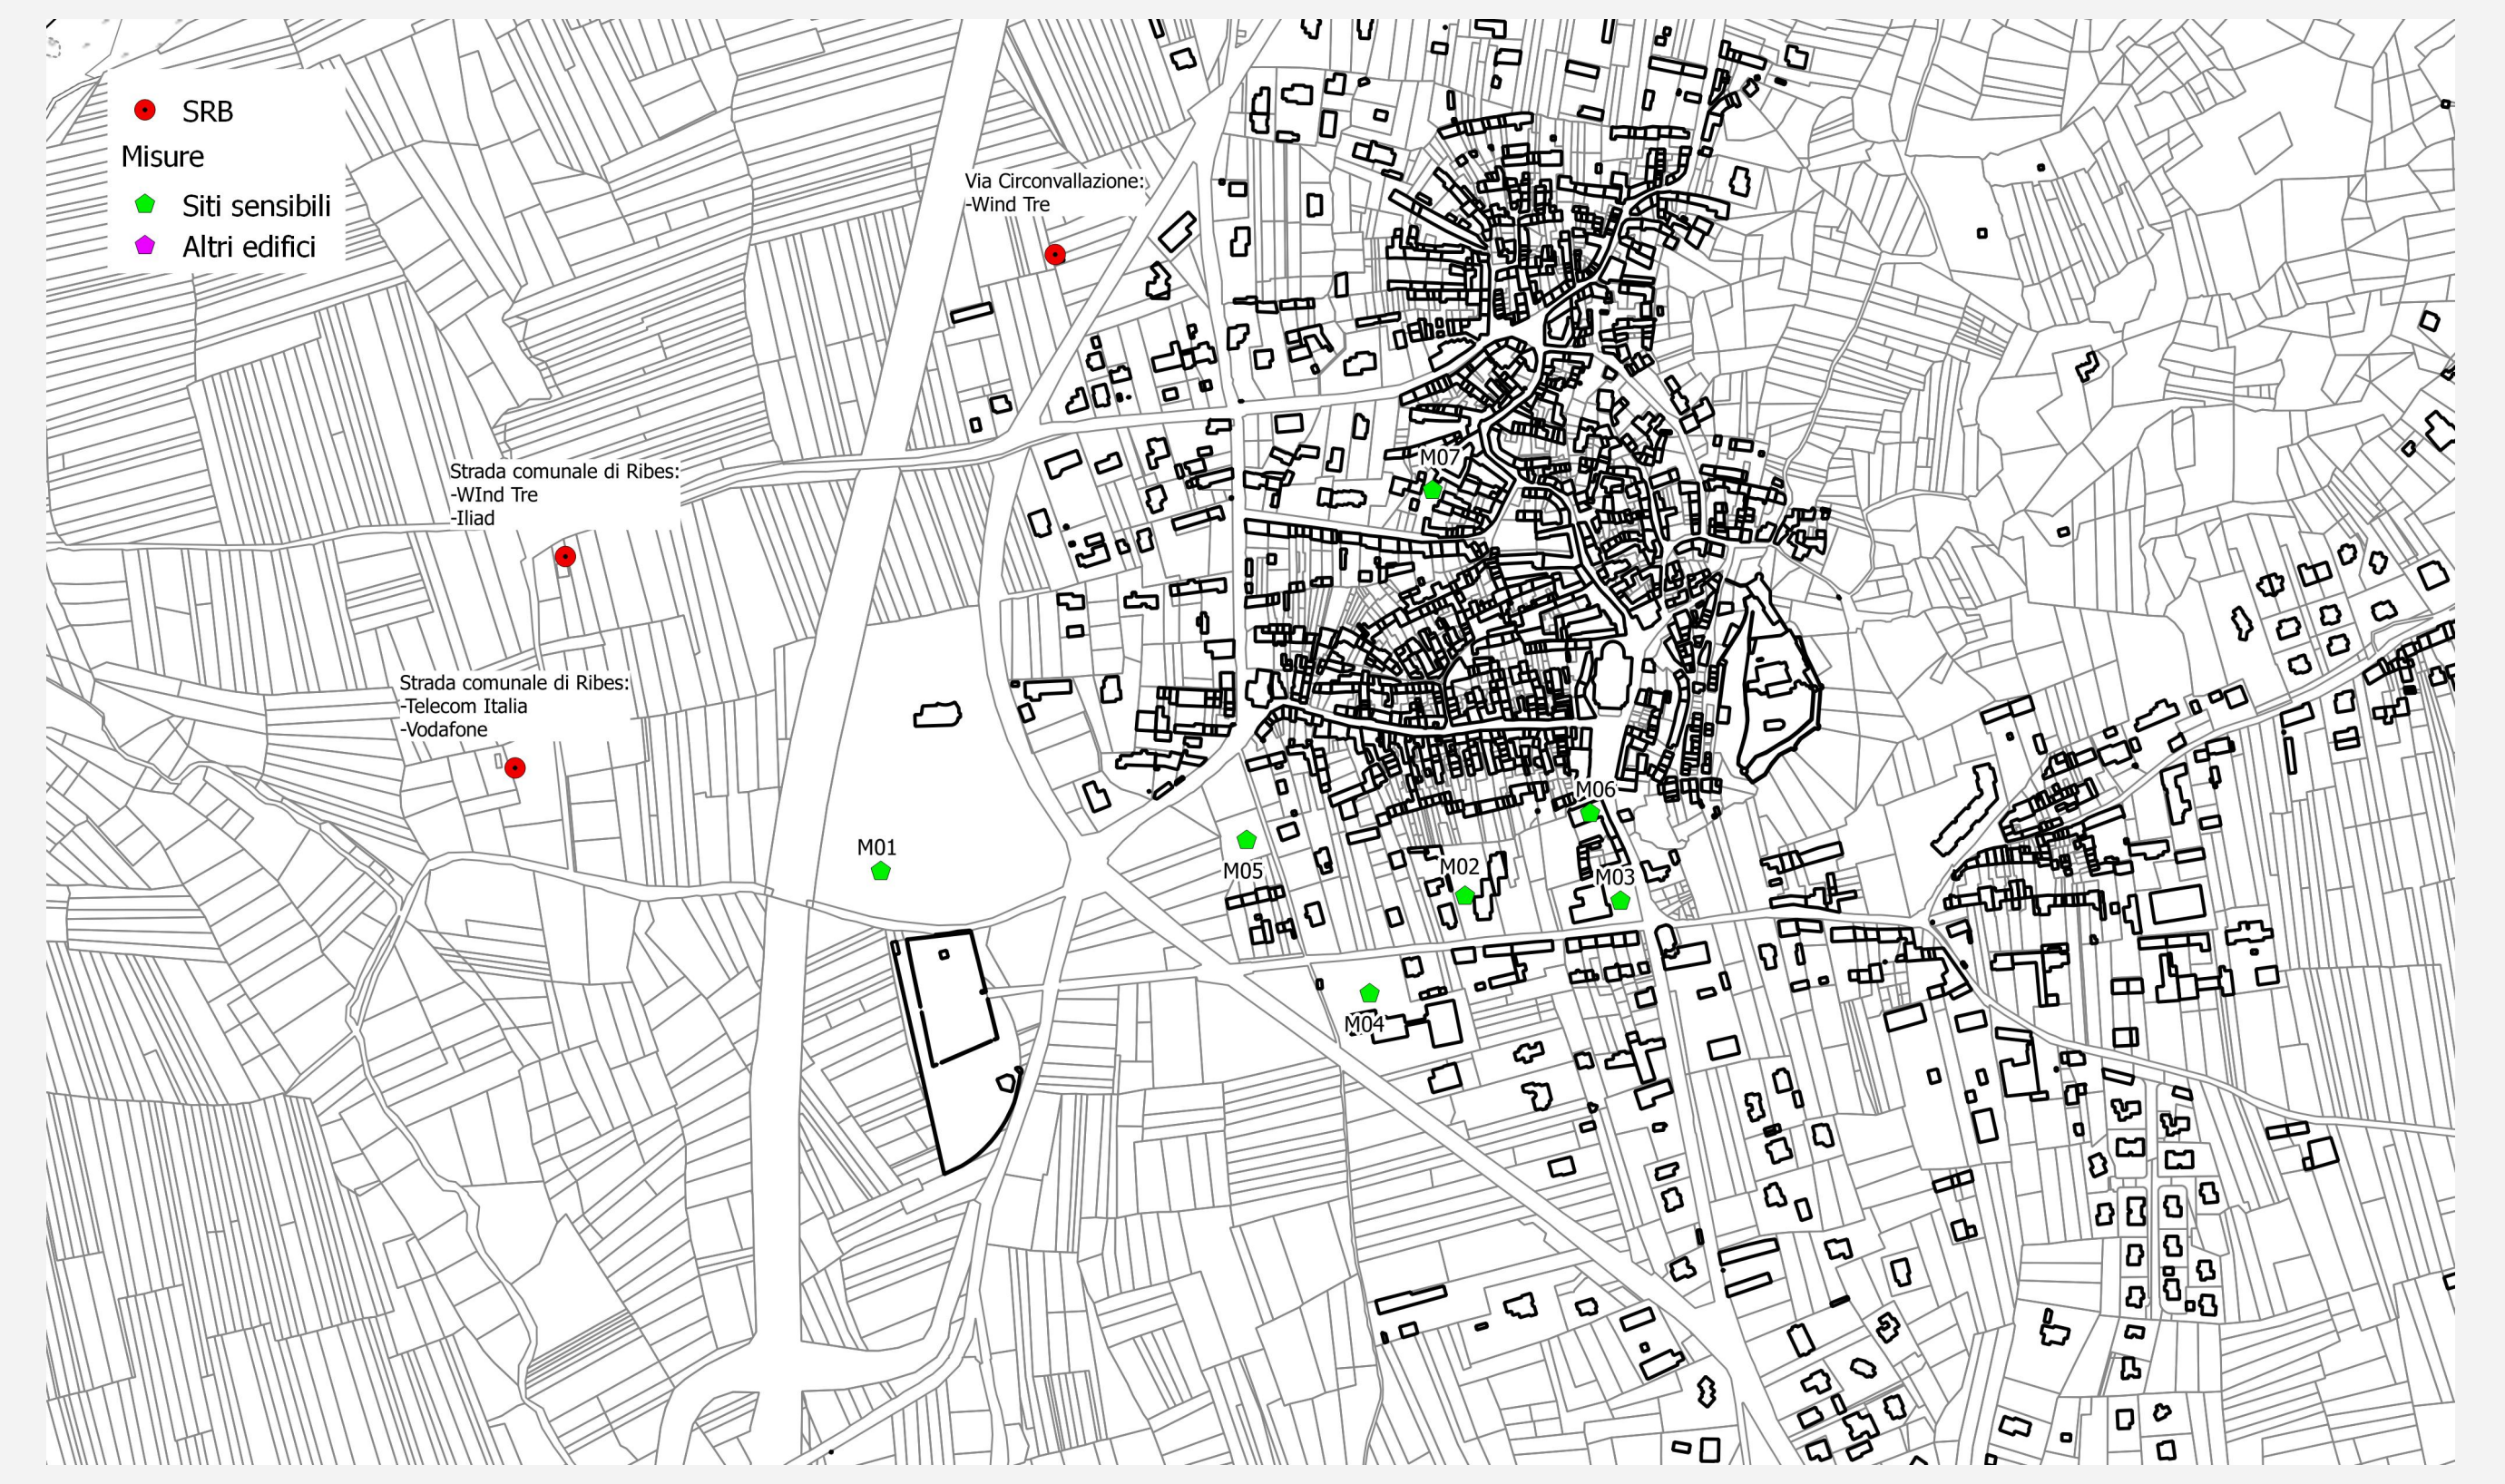 SRB
Misure
Siti sensibili
Altri edifici
Via Circonvallazione:
-Wind Tre
Strada comunale di Ribes:
-WInd Tre
-Iliad
Strada comunale di Ribes:
-Telecom Italia
-Vodafone
M07
M06
M01
M05
M02
M03
M04